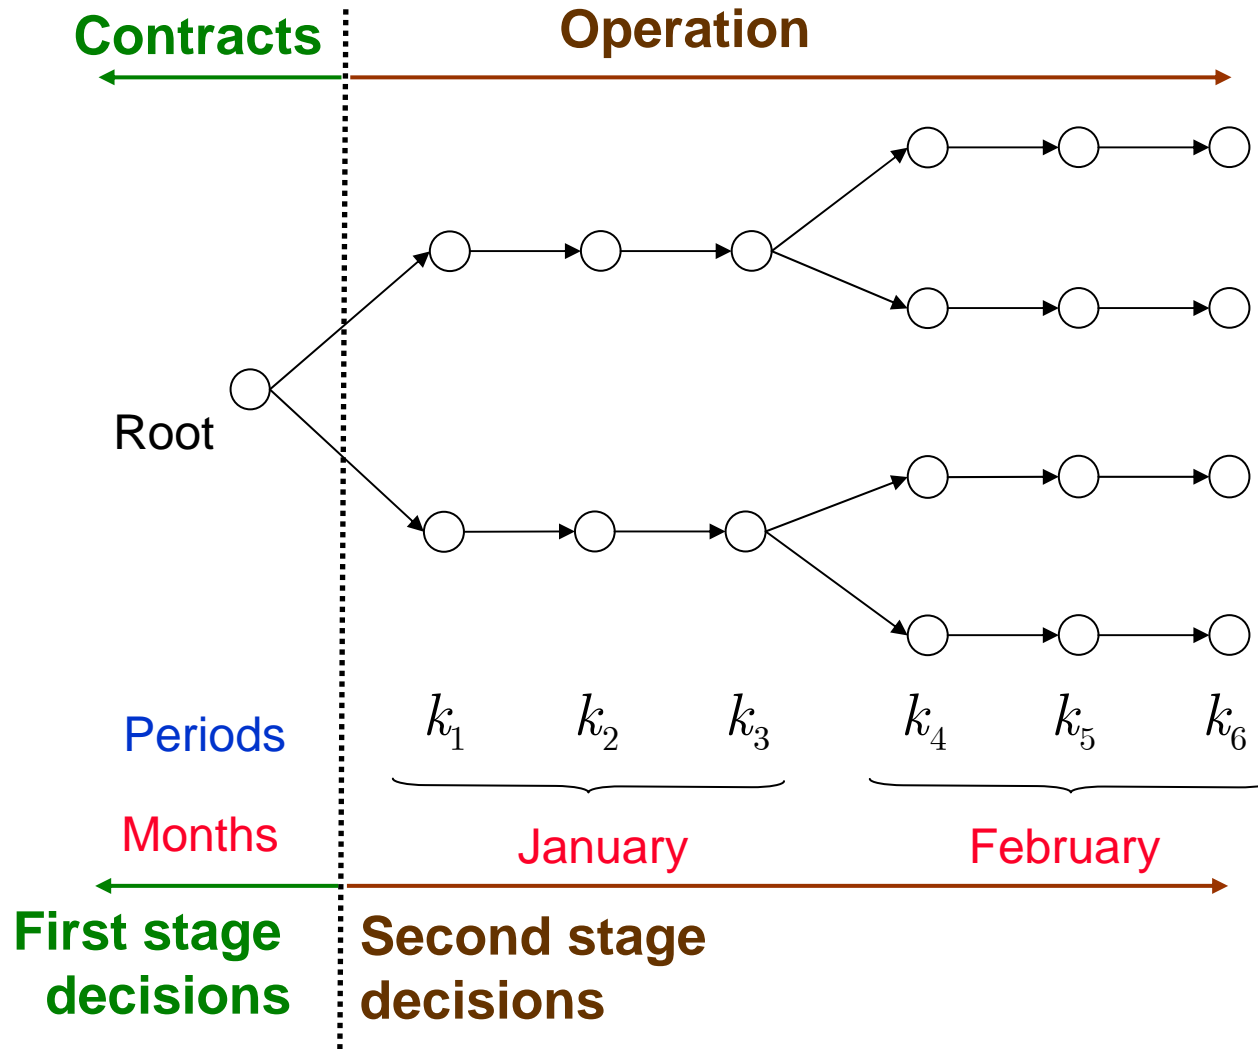 Contracts
Operation
Root
Periods
k₁ k₂ k₃ k₄ k₅ k₆
Months
January
February
First stage
decisions
Second stage
decisions